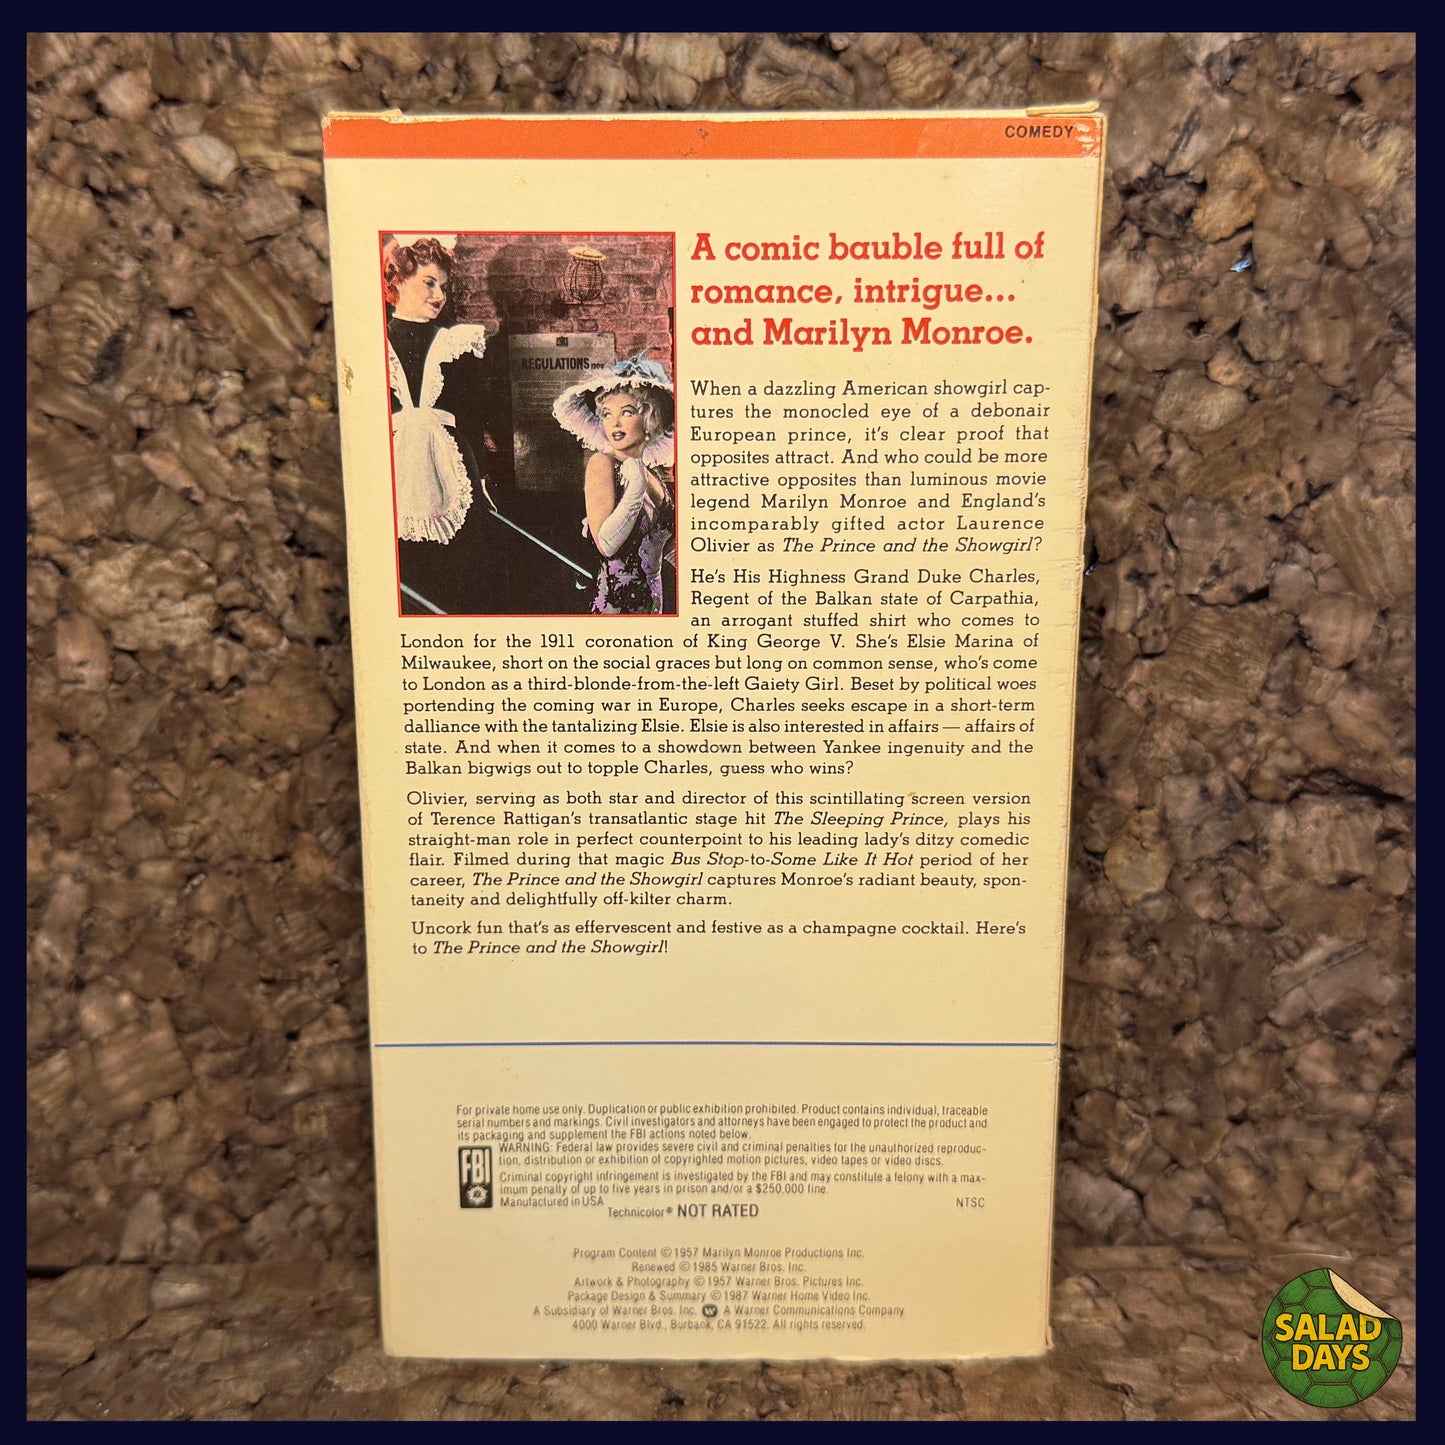 COMEDY
A comic bauble full of
romance, intrigue...
and Marilyn Monroe.
REGULATIONS
When a dazzling American showgirl cap-
tures the monocled eye of a debonair
European prince, it's clear proof that
opposites attract. And who could be more
attractive opposites than luminous movie
legend Marilyn Monroe and England's
incomparably gifted actor Laurence
Olivier as The Prince and the Showgirl?
He's His Highness Grand Duke Charles,
Regent of the Balkan state of Carpathia,
an arrogant stuffed shirt who comes to
London for the 1911 coronation of King George V. She's Elsie Marina of
Milwaukee, short on the social graces but long on common sense, who's come
to London as a third-blonde-from-the-left Gaiety Girl. Beset by political woes
portending the coming war in Europe, Charles seeks escape in a short-term
dalliance with the tantalizing Elsie. Elsie is also interested in affairs — affairs of
state. And when it comes to a showdown between Yankee ingenuity and the
Balkan bigwigs out to topple Charles, guess who wins?
Olivier, serving as both star and director of this scintillating screen version
of Terence Rattigan's transatlantic stage hit The Sleeping Prince, plays his
straight-man role in perfect counterpoint to his leading lady's ditzy comedic
flair. Filmed during that magic Bus Stop-to-Some Like It Hot period of her
career, The Prince and the Showgirl captures Monroe's radiant beauty, spon-
taneity and delightfully off-kilter charm.
Uncork fun that's as effervescent and festive as a champagne cocktail. Here's
to The Prince and the Showgirl!
For private home use only. Duplication or public exhibition prohibited. Product contains individual, traceable
serial numbers and markings. Civil investigators and attorneys have been engaged to protect the product and
its packaging and supplement the FBI actions noted below.
FBI
WARNING: Federal law provides severe civil and criminal penalties for the unauthorized reproduc-
tion, distribution or exhibition of copyrighted motion pictures, video tapes or video discs.
Criminal copyright infringement is investigated by the FBI and may constitute a felony with a max-
imum penalty of up to five years in prison and/or a $250,000 fine.
Manufactured in USA
NTSC
Technicolor® NOT RATED
Program Content © 1957 Marilyn Monroe Productions Inc.
Renewed © 1985 Warner Bros. Inc.
Artwork & Photography © 1957 Warner Bros. Pictures Inc.
Package Design & Summary © 1987 Warner Home Video Inc.
A Subsidiary of Warner Bros. Inc. A Warner Communications Company
4000 Warner Blvd., Burbank, CA 91522. All rights reserved.
SALAD
DAYS